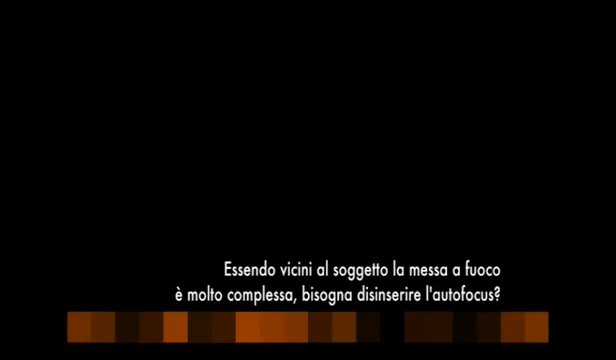 Essendo vicini al soggetto la messa a fuoco
è molto complessa, bisogna disinserire l'autofocus?